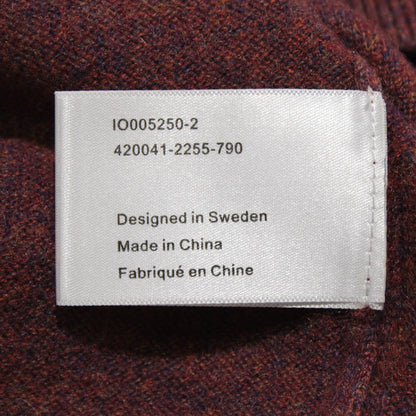 IO005250-2
420041-2255-790
Designed in Sweden
Made in China
Fabriqué en Chine